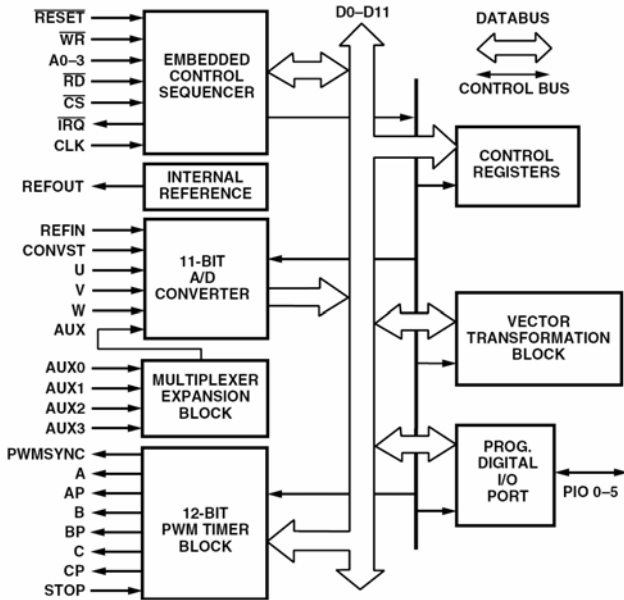 D0–D11
DATABUS
CONTROL BUS
RESET
WR
A0–3
RD
CS
IRQ
CLK
EMBEDDED
CONTROL
SEQUENCER
REFOUT
INTERNAL
REFERENCE
CONTROL
REGISTERS
REFIN
CONVST
U
V
W
AUX
11-BIT
A/D
CONVERTER
VECTOR
TRANSFORMATION
BLOCK
AUX0
AUX1
AUX2
AUX3
MULTIPLEXER
EXPANSION
BLOCK
PWMSYNC
A
AP
B
BP
C
CP
STOP
12-BIT
PWM TIMER
BLOCK
PROG.
DIGITAL
I/O
PORT
PIO 0–5